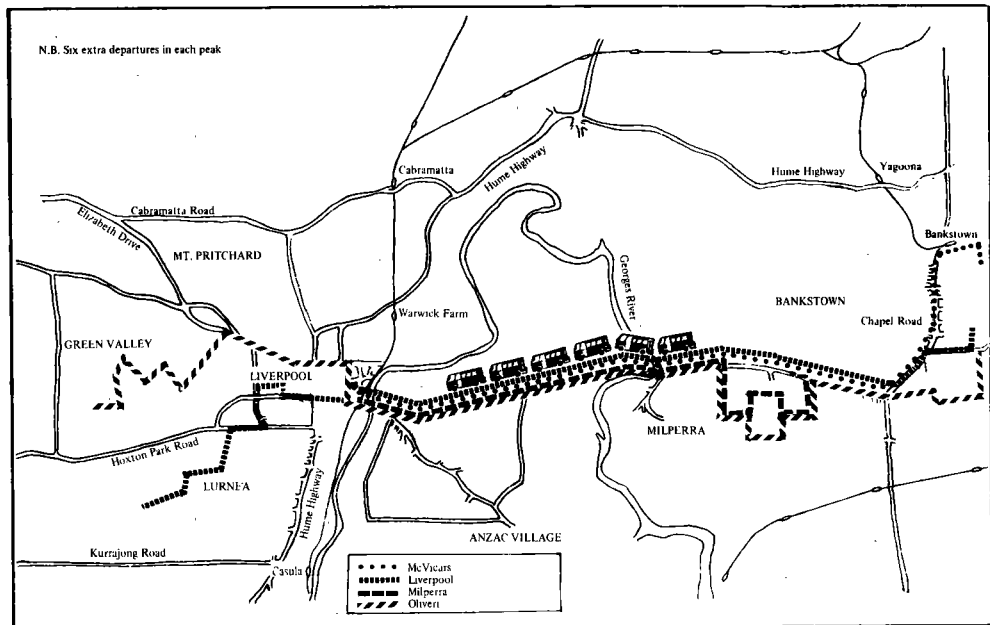 N.B. Six extra departures in each peak
Cabramatta
Hume Highway
Hume Highway
Yagoona
Cabramatta Road
Elizabeth Drive
MT. PRITCHARD
Bankstown
Georges River
BANKSTOWN
Warwick Farm
Chapel Road
GREEN VALLEY
LIVERPOOL
MILPERRA
Hoxton Park Road
LURNEA
Hume Highway
ANZAC VILLAGE
Kurrajong Road
Casula
McVicars
Liverpool
Milperra
Oliveri